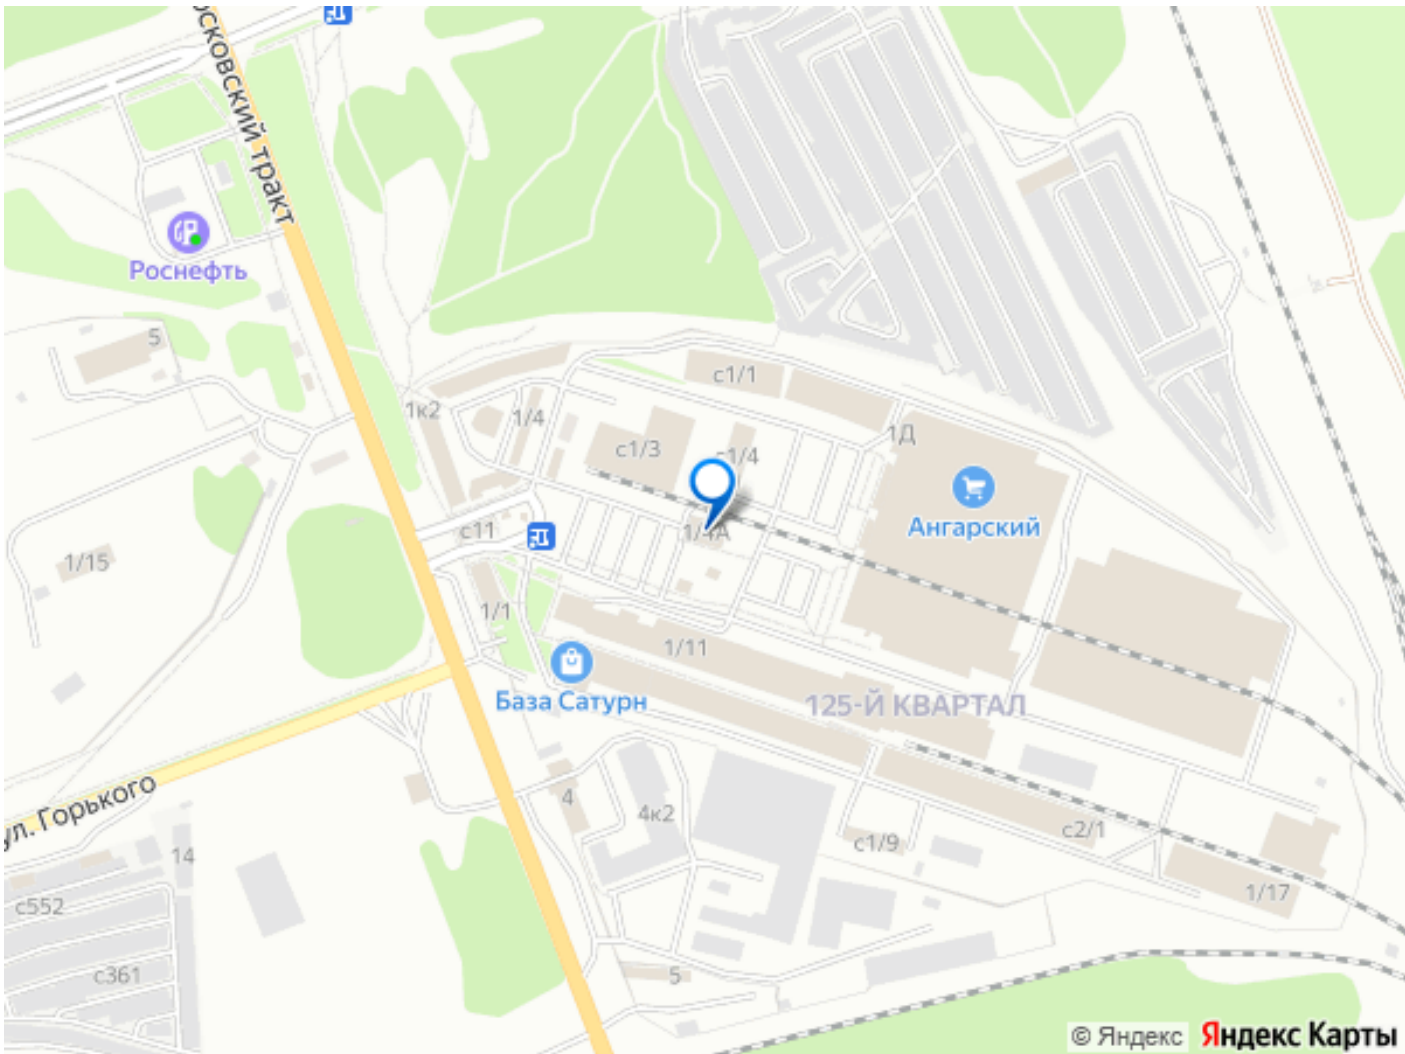 осковский тракт
Роснефть
5
1к2
1/4
с1/1
с1/3
с1/4
1Д
Ангарский
1/4А
с11
1/15
1/1
1/11
База Сатурн
125-Й КВАРТАЛ
ул. Горького
4
4к2
с2/1
с1/9
14
1/17
с552
с361
5
© Яндекс Яндекс Карты